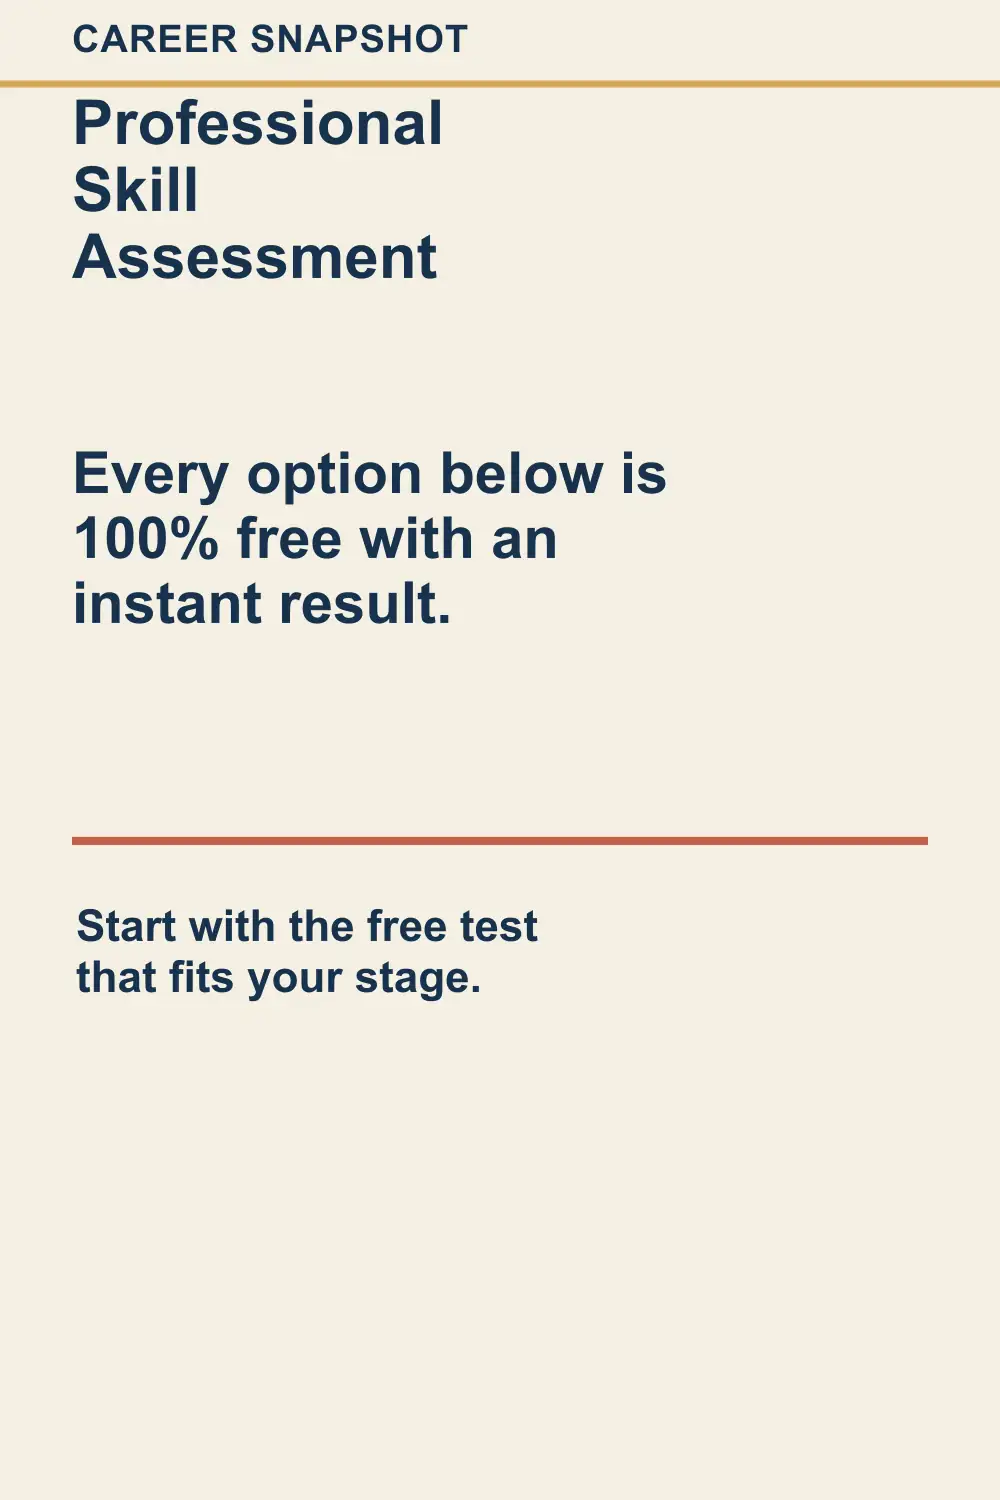 CAREER SNAPSHOT
Professional
Skill
Assessment
Every option below is
100% free with an
instant result.
Start with the free test
that fits your stage.